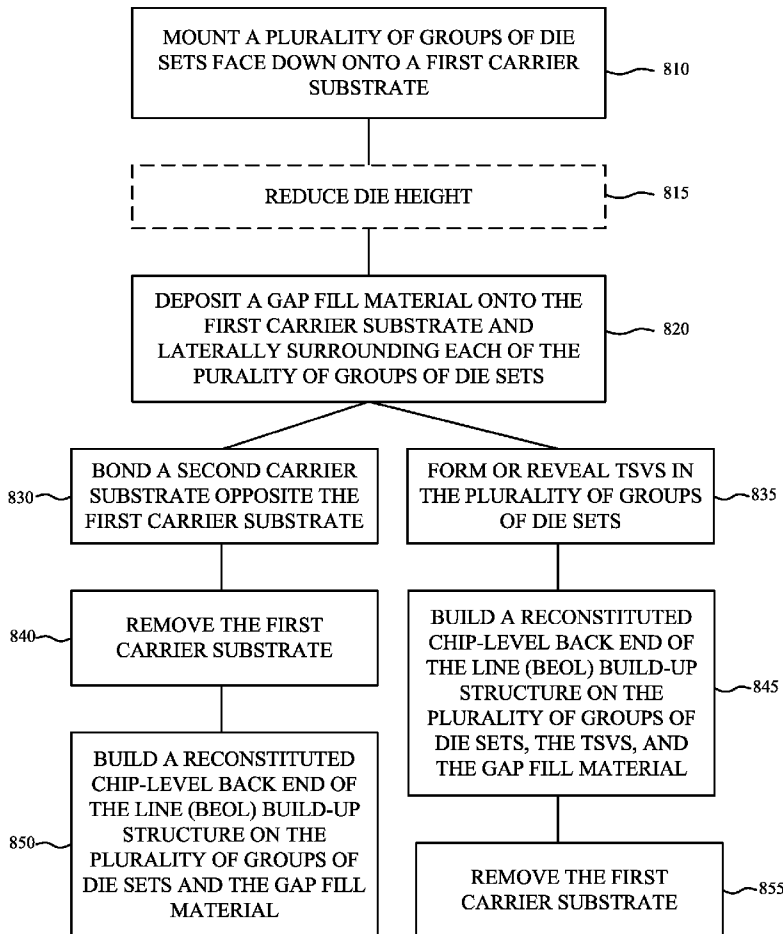 MOUNT A PLURALITY OF GROUPS OF DIE
SETS FACE DOWN ONTO A FIRST CARRIER
SUBSTRATE
810
REDUCE DIE HEIGHT
815
DEPOSIT A GAP FILL MATERIAL ONTO THE
FIRST CARRIER SUBSTRATE AND
LATERALLY SURROUNDING EACH OF THE
PURALITY OF GROUPS OF DIE SETS
820
830
BOND A SECOND CARRIER
SUBSTRATE OPPOSITE THE
FIRST CARRIER SUBSTRATE
FORM OR REVEAL TSVS IN
THE PLURALITY OF GROUPS
OF DIE SETS
835
840
REMOVE THE FIRST
CARRIER SUBSTRATE
BUILD A RECONSTITUTED
CHIP-LEVEL BACK END OF
THE LINE (BEOL) BUILD-UP
STRUCTURE ON THE
PLURALITY OF GROUPS OF
DIE SETS, THE TSVS, AND
THE GAP FILL MATERIAL
845
850
BUILD A RECONSTITUTED
CHIP-LEVEL BACK END OF
THE LINE (BEOL) BUILD-UP
STRUCTURE ON THE
PLURALITY OF GROUPS OF
DIE SETS AND THE GAP FILL
MATERIAL
REMOVE THE FIRST
CARRIER SUBSTRATE
855